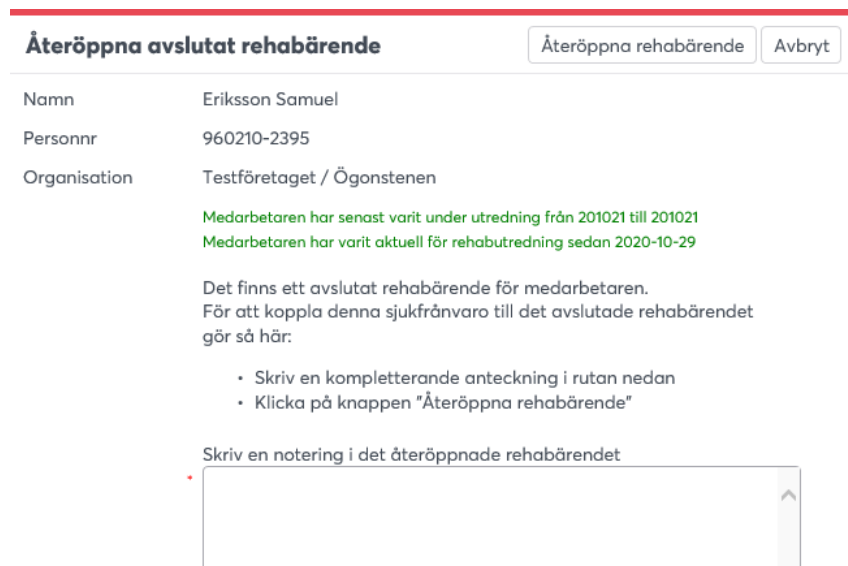 Återöppna avslutat rehabärende
Återöppna rehabärende
Avbryt
Namn Eriksson Samuel
Personnr 960210-2395
Organisation Testföretaget / Ögonstenen
Medarbetaren har senast varit under utredning från 201021 till 201021
Medarbetaren har varit aktuell för rehabutredning sedan 2020-10-29
Det finns ett avslutat rehabärende för medarbetaren.
För att koppla denna sjukfrånvaro till det avslutade rehabärendet
gör så här:
• Skriv en kompletterande anteckning i rutan nedan
• Klicka på knappen "Återöppna rehabärende"
Skriv en notering i det återöppnade rehabärendet
*